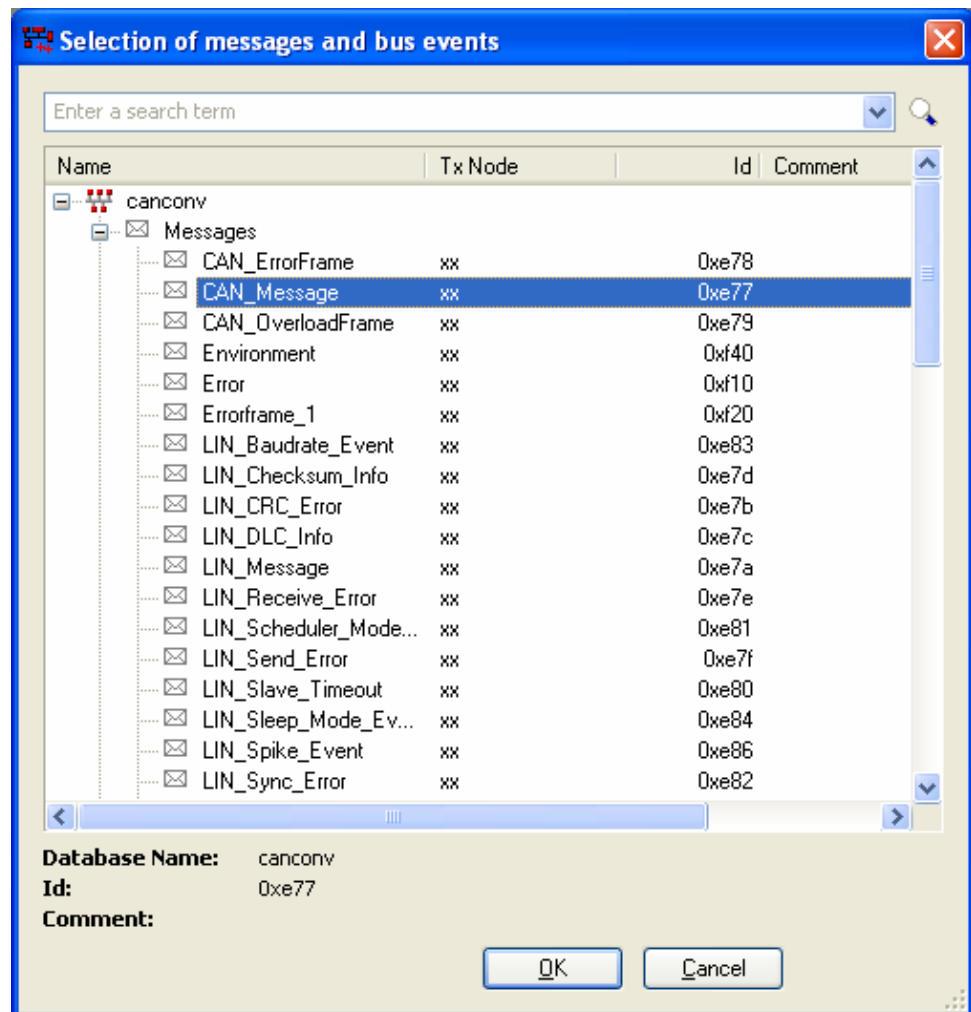 Selection of messages and bus events
Enter a search term
Name Tx Node Id Comment
canconv
Messages
CAN_ErrorFrame xx 0xe78
CAN_Message xx 0xe77
CAN_OverloadFrame xx 0xe79
Environment xx 0xf40
Error xx 0xf10
Errorframe_1 xx 0xf20
LIN_Baudrate_Event xx 0xe83
LIN_Checksum_Info xx 0xe7d
LIN_CRC_Error xx 0xe7b
LIN_DLC_Info xx 0xe7c
LIN_Message xx 0xe7a
LIN_Receive_Error xx 0xe7e
LIN_Scheduler_Mode... xx 0xe81
LIN_Send_Error xx 0xe7f
LIN_Slave_Timeout xx 0xe80
LIN_Sleep_Mode_Ev... xx 0xe84
LIN_Spike_Event xx 0xe86
LIN_Sync_Error xx 0xe82
Database Name: canconv
Id: 0xe77
Comment:
OK Cancel